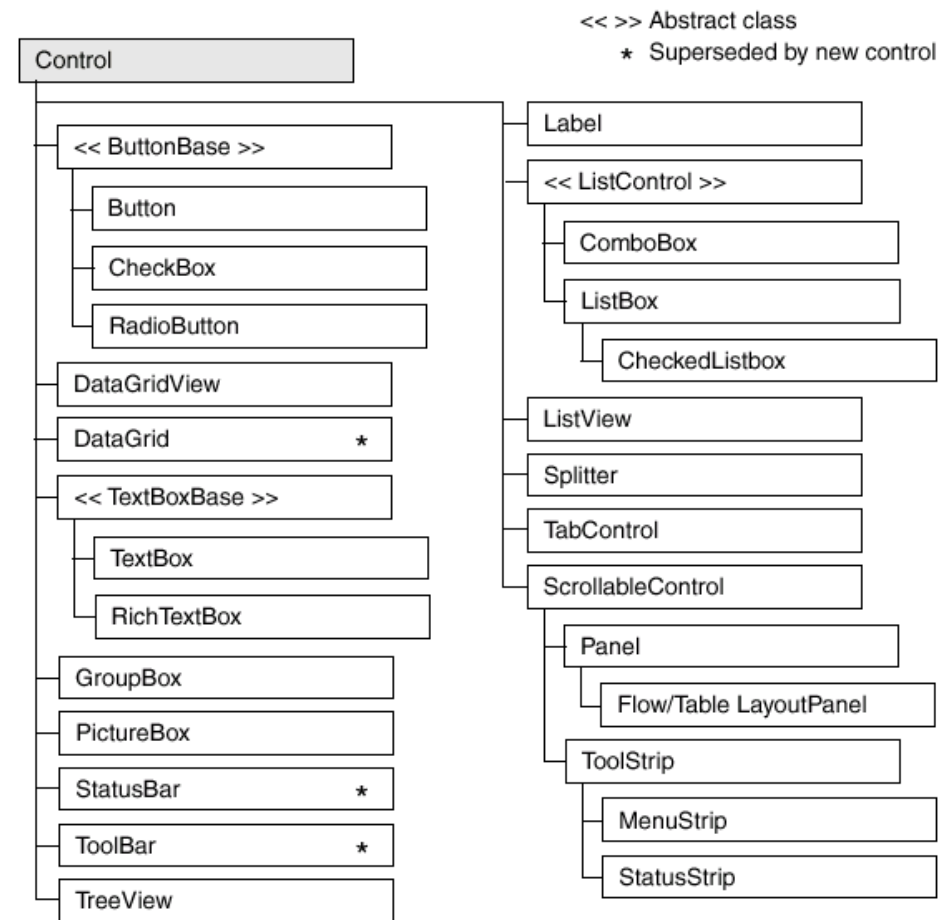 << >> Abstract class
* Superseded by new control
Control
<< ButtonBase >>
Button
CheckBox
RadioButton
DataGridView
DataGrid *
<< TextBoxBase >>
TextBox
RichTextBox
GroupBox
PictureBox
StatusBar *
ToolBar *
TreeView
Label
<< ListControl >>
ComboBox
ListBox
CheckedListbox
ListView
Splitter
TabControl
ScrollableControl
Panel
Flow/Table LayoutPanel
ToolStrip
MenuStrip
StatusStrip